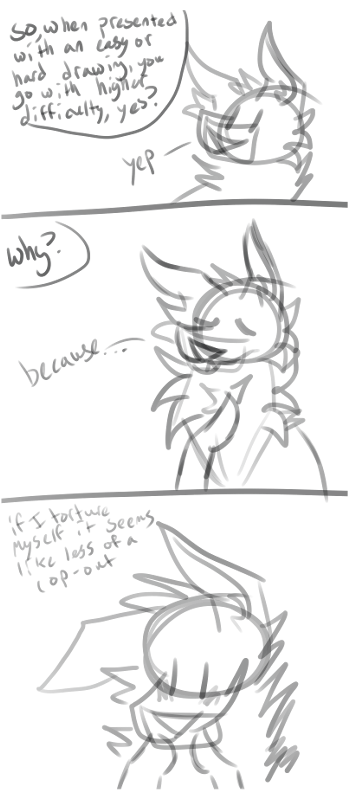 so, when presented
with an easy or
hard drawing, you
go with higher
difficulty, yes?
yep
why?
because...
if I torture
myself it seems
like less of a
cop-out